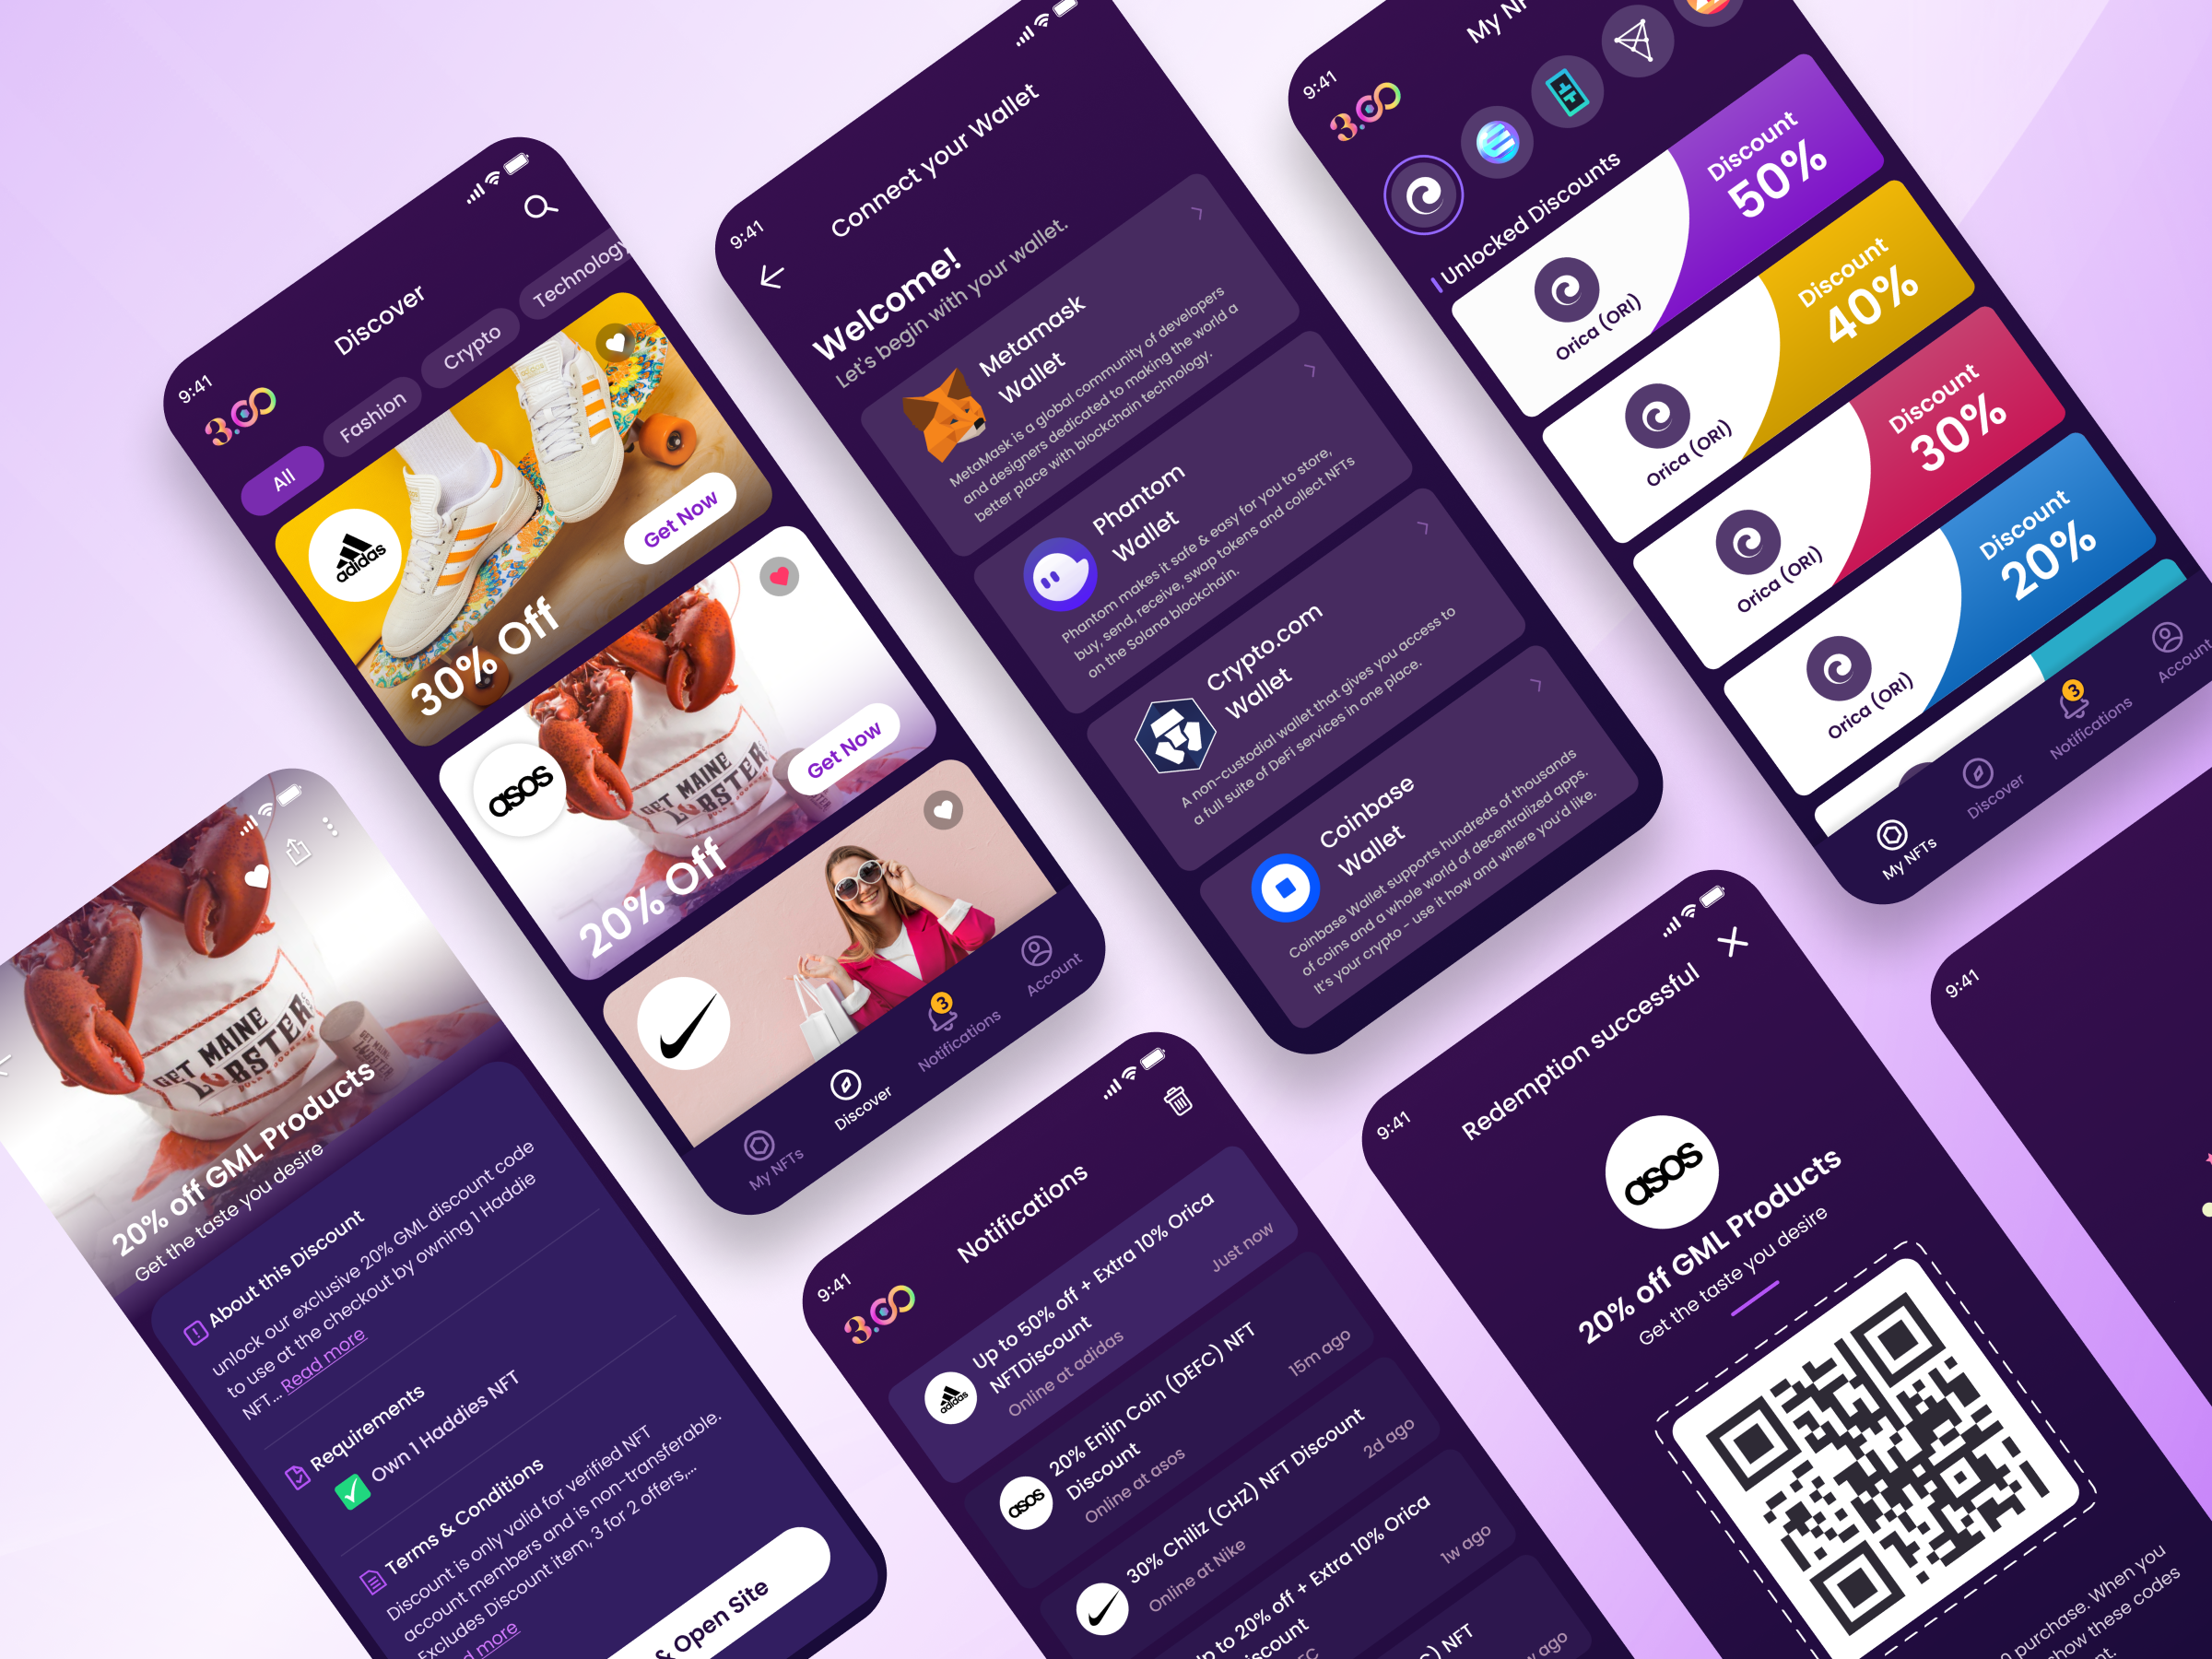 9:41
Discover
3.
All
Fashion
Crypto
Technology
adidas
30% Off
Get Now
asos
GET MAINE
LOBSTER
20% Off
Get Now
My NFTs
Discover
3
Notifications
Account
9:41
Connect your Wallet
Welcome!
Let's begin with your wallet.
Metamask
Wallet
MetaMask is a global community of developers
and designers dedicated to making the world a
better place with blockchain technology.
Phantom
Wallet
Phantom makes it safe & easy for you to store,
buy, send, receive, swap tokens and collect NFTs
on the Solana blockchain.
Crypto.com
Wallet
A non-custodial wallet that gives you access to
a full suite of DeFi services in one place.
Coinbase
Wallet
Coinbase Wallet supports hundreds of thousands
of coins and a whole world of decentralized apps.
It's your crypto - use it how and where you'd like.
9:41
My NF
3.
Unlocked Discounts
Orica (ORI)
Discount
50%
Orica (ORI)
Discount
40%
Orica (ORI)
Discount
30%
Orica (ORI)
Discount
20%
My NFTs
Discover
3
Notifications
Account
GET MAINE
LOBSTER
GET MAINE
LOBSTER
20% off GML Products
Get the taste you desire
About this Discount
unlock our exclusive 20% GML discount code
to use at the checkout by owning 1 Haddie
NFT... Read more
Requirements
Own 1 Haddies NFT
Terms & Conditions
Discount is only valid for verified NFT
account members and is non-transferable.
Excludes Discount item, 3 for 2 offers,...
d more
& Open Site
9:41
Notifications
3.
adidas
Up to 50% off + Extra 10% Orica
NFTDiscount
Online at adidas
Just now
asos
20% Enjin Coin (DEFC) NFT
Discount
Online at asos
15m ago
30% Chiliz (CHZ) NFT Discount
Online at Nike
2d ago
Up to 20% off + Extra 10% Orica
iscount
FC
1w ago
C) NFT
w ago
9:41
Redemption successful
asos
20% off GML Products
Get the taste you desire
purchase. When you
show these codes
nt.
9:41